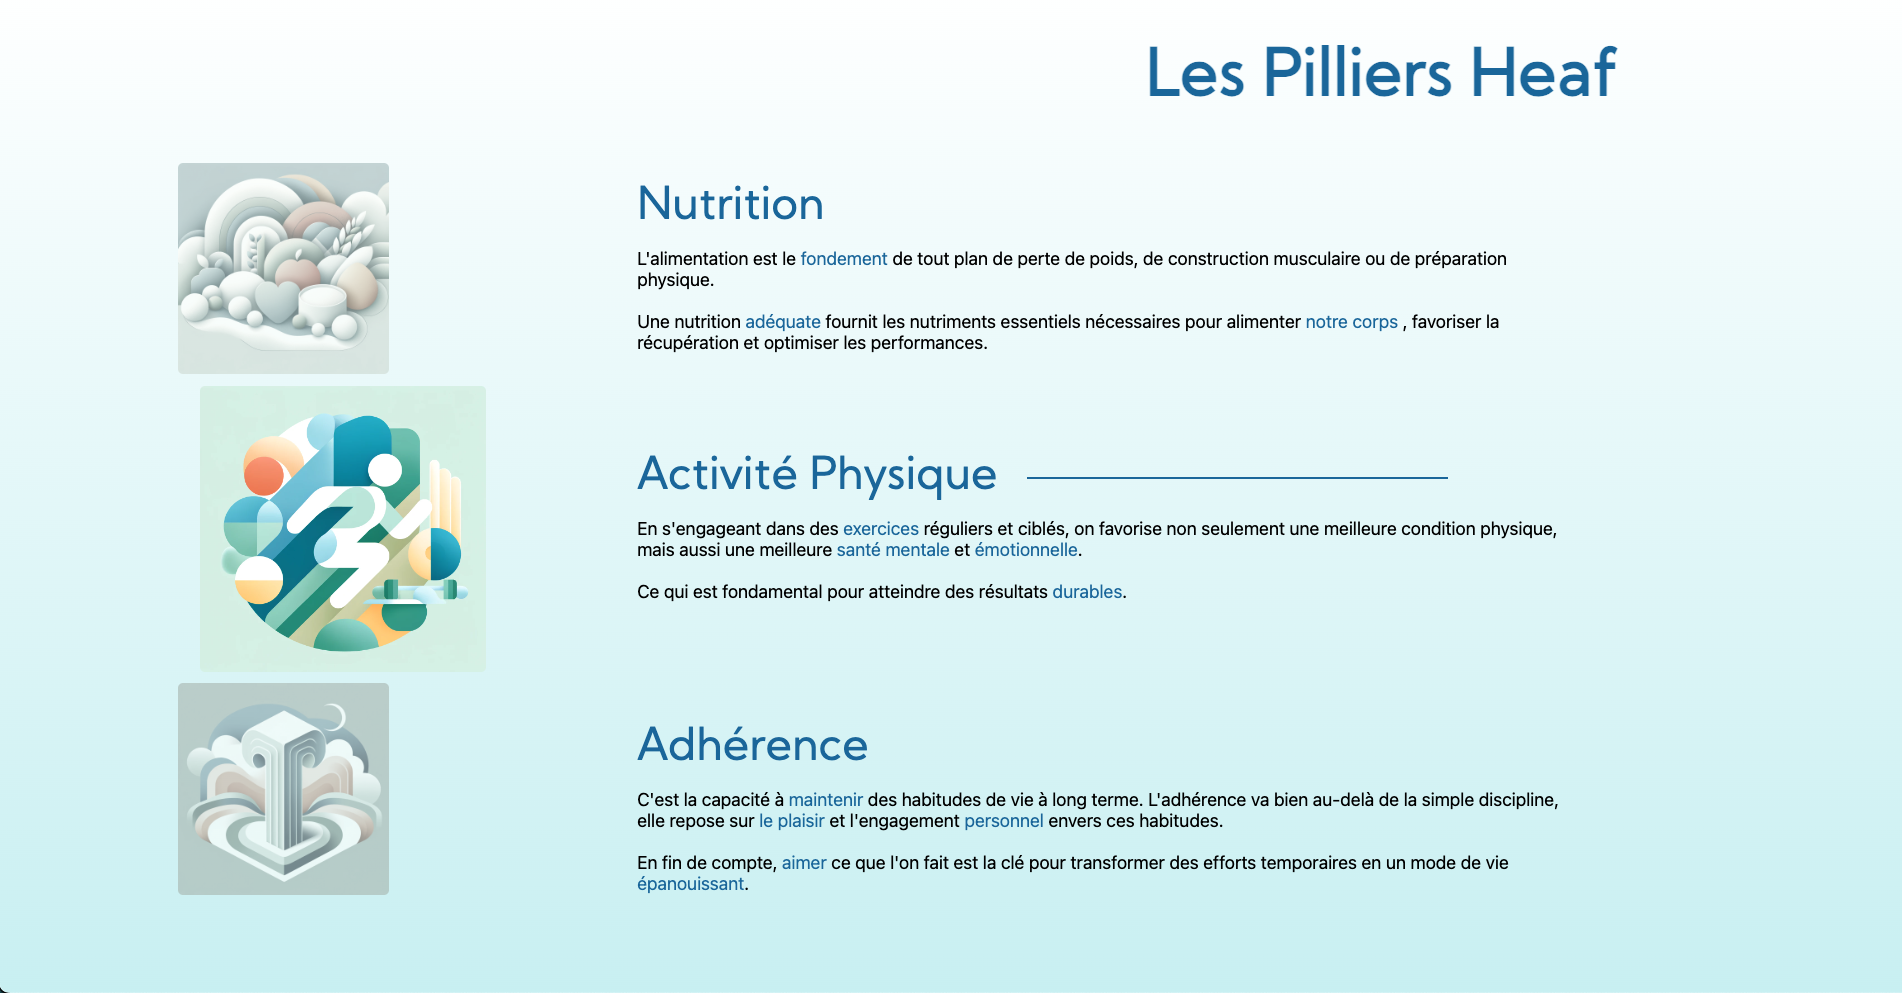 Les Pilliers Heaf
Nutrition
L'alimentation est le fondement de tout plan de perte de poids, de construction musculaire ou de préparation
physique.
Une nutrition adéquate fournit les nutriments essentiels nécessaires pour alimenter notre corps , favoriser la
récupération et optimiser les performances.
Activité Physique
En s'engageant dans des exercices réguliers et ciblés, on favorise non seulement une meilleure condition physique,
mais aussi une meilleure santé mentale et émotionnelle.
Ce qui est fondamental pour atteindre des résultats durables.
Adhérence
C'est la capacité à maintenir des habitudes de vie à long terme. L'adhérence va bien au-delà de la simple discipline,
elle repose sur le plaisir et l'engagement personnel envers ces habitudes.
En fin de compte, aimer ce que l'on fait est la clé pour transformer des efforts temporaires en un mode de vie
épanouissant.